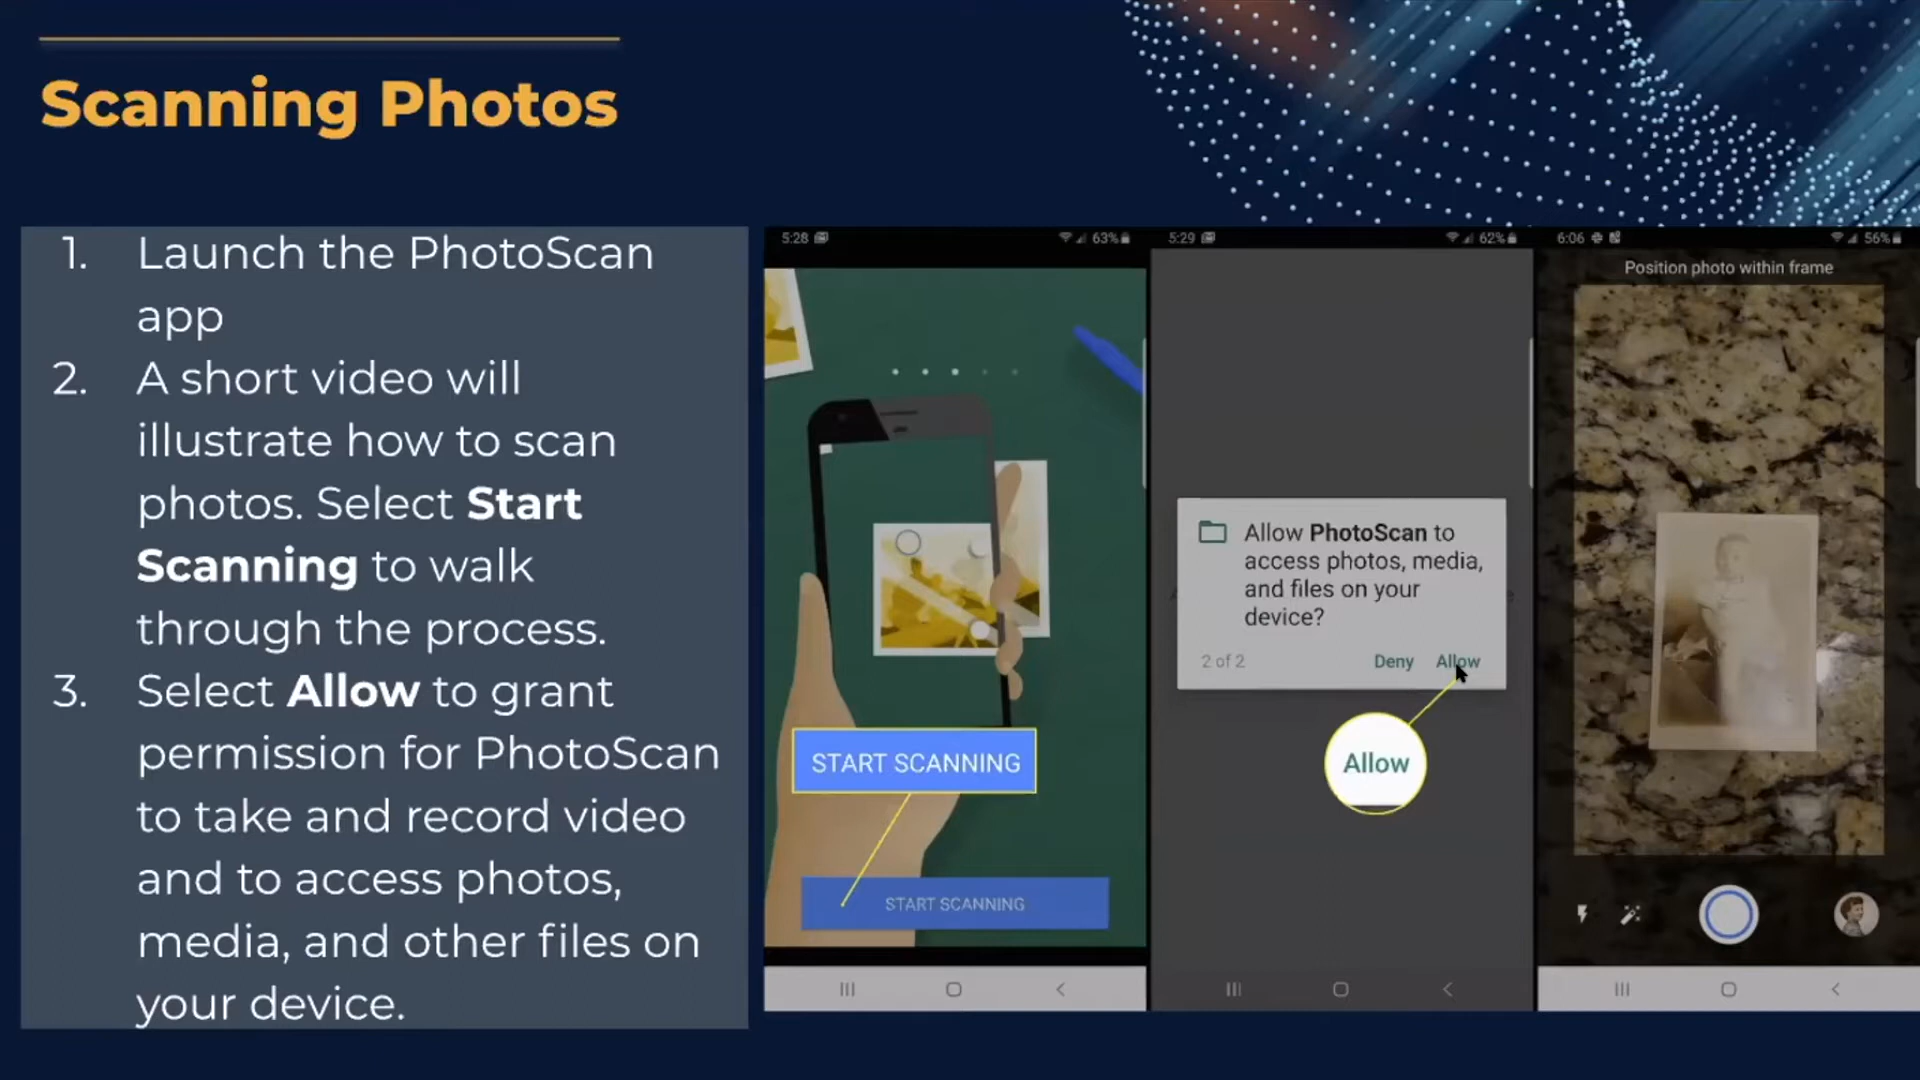 Scanning Photos
1. Launch the PhotoScan
app
2. A short video will
illustrate how to scan
photos. Select Start
Scanning to walk
through the process.
3. Select Allow to grant
permission for PhotoScan
to take and record video
and to access photos,
media, and other files on
your device.
5:28 63%
START SCANNING
START SCANNING
5:29 62%
Allow PhotoScan to
access photos, media,
and files on your
device?
2 of 2 Deny Allow
Allow
6:06 56%
Position photo within frame